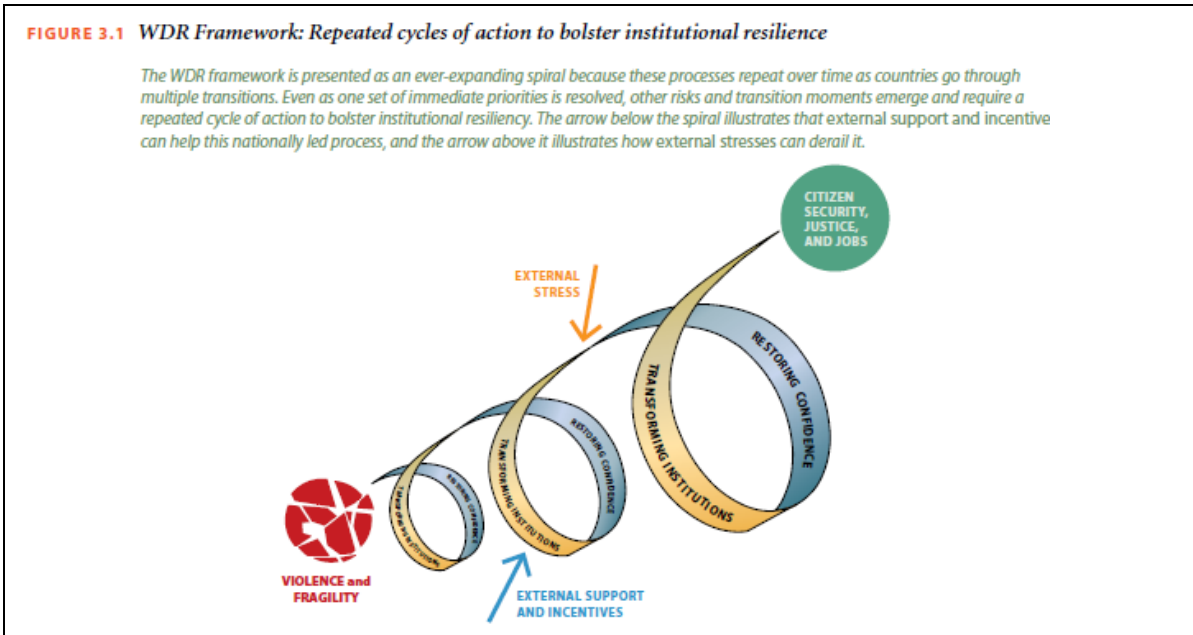 FIGURE 3.1 WDR Framework: Repeated cycles of action to bolster institutional resilience
The WDR framework is presented as an ever-expanding spiral because these processes repeat over time as countries go through
multiple transitions. Even as one set of immediate priorities is resolved, other risks and transition moments emerge and require a
repeated cycle of action to bolster institutional resiliency. The arrow below the spiral illustrates that external support and incentive
can help this nationally led process, and the arrow above it illustrates how external stresses can derail it.
CITIZEN
SECURITY,
JUSTICE,
AND JOBS
EXTERNAL
STRESS
RESTORING CONFIDENCE
TRANSFORMING INSTITUTIONS
RESTORING CONFIDENCE
TRANSFORMING INSTITUTIONS
RESTORING CONFIDENCE
TRANSFORMING INSTITUTIONS
VIOLENCE and
FRAGILITY
EXTERNAL SUPPORT
AND INCENTIVES